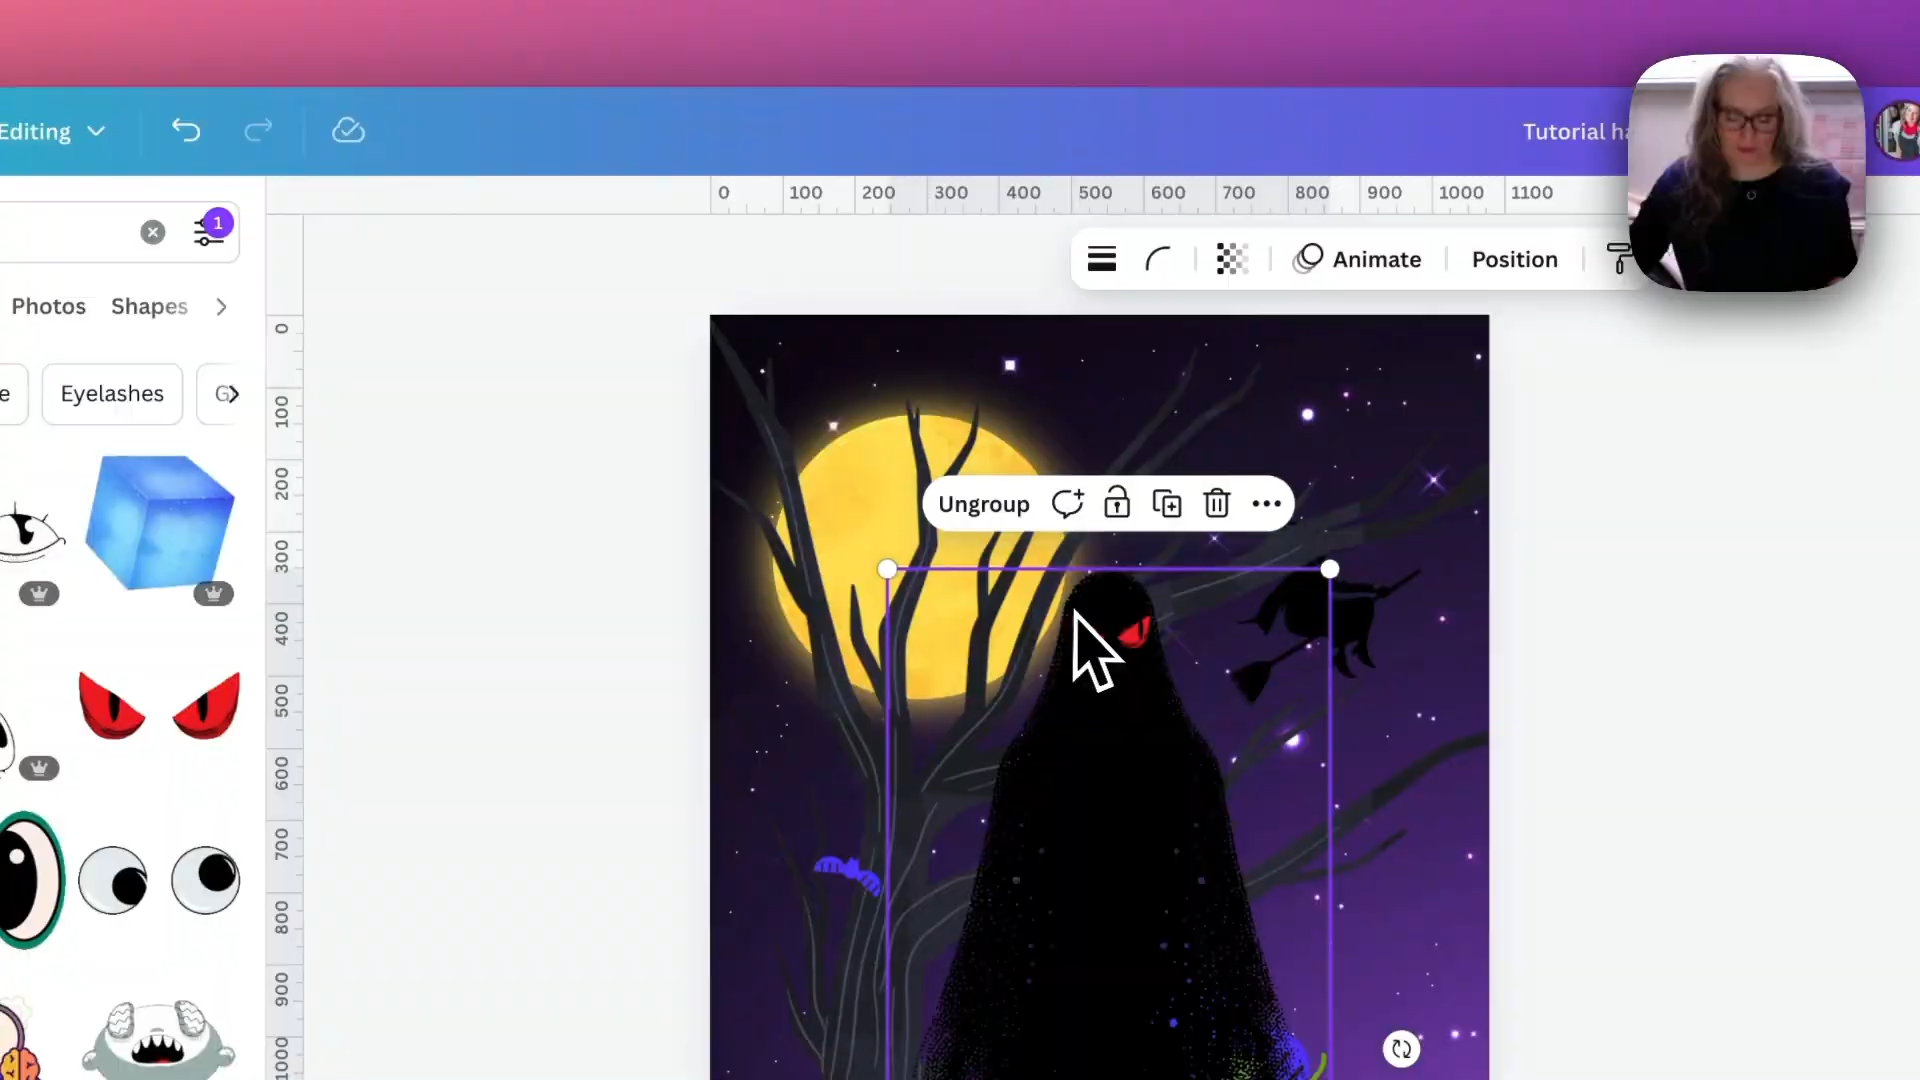 Editing
Tutorial ha
1
0 100 200 300 400 500 600 700 800 900 1000 1100
Animate Position
Photos Shapes
e Eyelashes G
Ungroup
0
100
200
300
400
500
600
700
800
900
1000